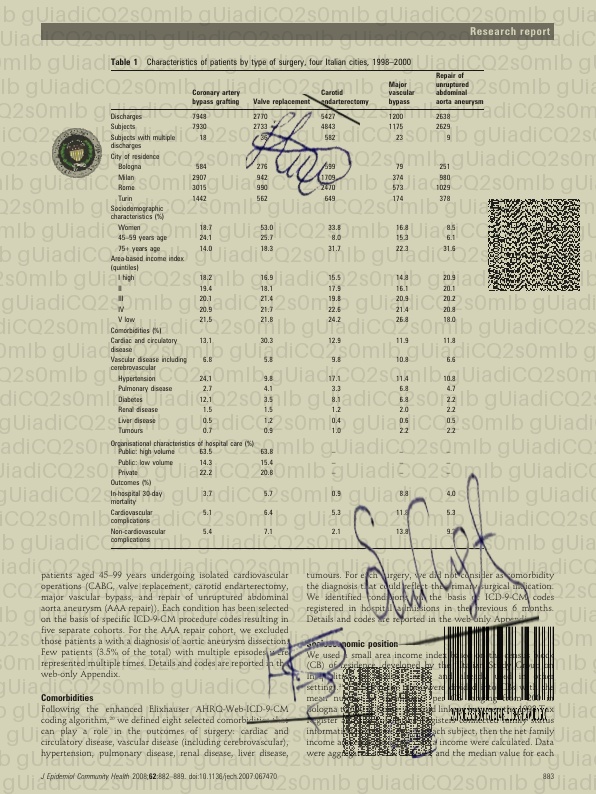 Research report
Table 1 Characteristics of patients by type of surgery, four Italian cities, 1998–2000
Coronary artery bypass grafting Valve replacement Carotid endarterectomy Major vascular bypass Repair of unruptured abdominal aorta aneurysm
Discharges 7948 2770 5427 1200 2638
Subjects 7930 2733 4843 1175 2629
Subjects with multiple discharges 18 582 23 9
City of residence
Bologna 584 276 599 79 251
Milan 2907 942 1709 374 980
Rome 3015 990 2470 573 1029
Turin 1442 562 649 174 378
Sociodemographic characteristics (%)
Women 18.7 53.0 33.8 16.8 8.5
45–59 years age 24.1 25.7 8.0 15.3 6.1
75+ years age 14.0 18.3 31.7 22.3 31.6
Area-based income index (quintiles)
I high 18.2 16.9 15.5 14.8 20.9
II 19.4 18.1 17.9 16.1 20.1
III 20.1 21.4 19.8 20.9 20.2
IV 20.9 21.7 22.6 21.4 20.8
V low 21.5 21.8 24.2 26.8 18.0
Comorbidities (%)
Cardiac and circulatory disease 13.1 30.3 12.9 11.9 11.8
Vascular disease including cerebrovascular 6.8 5.8 9.8 10.8 6.6
Hypertension 24.1 9.8 17.1 11.4 10.8
Pulmonary disease 2.7 4.1 3.3 6.8 4.7
Diabetes 12.1 3.5 8.1 6.8 2.2
Renal disease 1.5 1.5 1.2 2.0 2.2
Liver disease 0.5 1.2 0.4 0.6 0.5
Tumours 0.7 0.9 1.0 2.2 2.2
Organisational characteristics of hospital care (%)
Public: high volume 63.5 63.8 – – –
Public: low volume 14.3 15.4 – – –
Private 22.2 20.8 – – –
Outcomes (%)
In-hospital 30-day mortality 3.7 5.7 0.9 8.8 4.0
Cardiovascular complications 5.1 6.4 5.3 5.3
Non-cardiovascular complications 5.4 7.1 2.1 13.8
patients aged 45–99 years undergoing isolated cardiovascular
operations (CABG, valve replacement, carotid endarterectomy,
major vascular bypass, and repair of unruptured abdominal
aorta aneurysm (AAA repair)). Each condition has been selected
on the basis of specific ICD-9-CM procedure codes resulting in
five separate cohorts. For the AAA repair cohort, we excluded
those patients with a diagnosis of aortic aneurysm dissection.
Few patients (3.5% of the total) with multiple episodes were
represented multiple times. Details and codes are reported in the
web-only Appendix.
Comorbidities
Following the enhanced Elixhauser AHRQ-Web-ICD-9-CM
coding algorithm, we defined eight selected comorbidities that
can play a role in the outcomes of surgery: cardiac and
circulatory disease, vascular disease (including cerebrovascular),
hypertension, pulmonary disease, renal disease, liver disease,
tumours. For each surgery, we did not consider as comorbidity
the diagnosis that could reflect the primary surgical indication.
We identified conditions on the basis of ICD-9-CM codes
registered in hospital admissions in the previous 6 months.
Details and codes are reported in the web-only Appendix.
Socioeconomic position
We used a small area income index based on the census block
(CB) of residence, developed by the Italian Study Group on
setting.
mean
Bologna
register
information each subject, then the net family
income income were calculated. Data
were and the median value for each
J Epidemiol Community Health 2008;62:882–889. doi:10.1136/jech.2007.067470 883